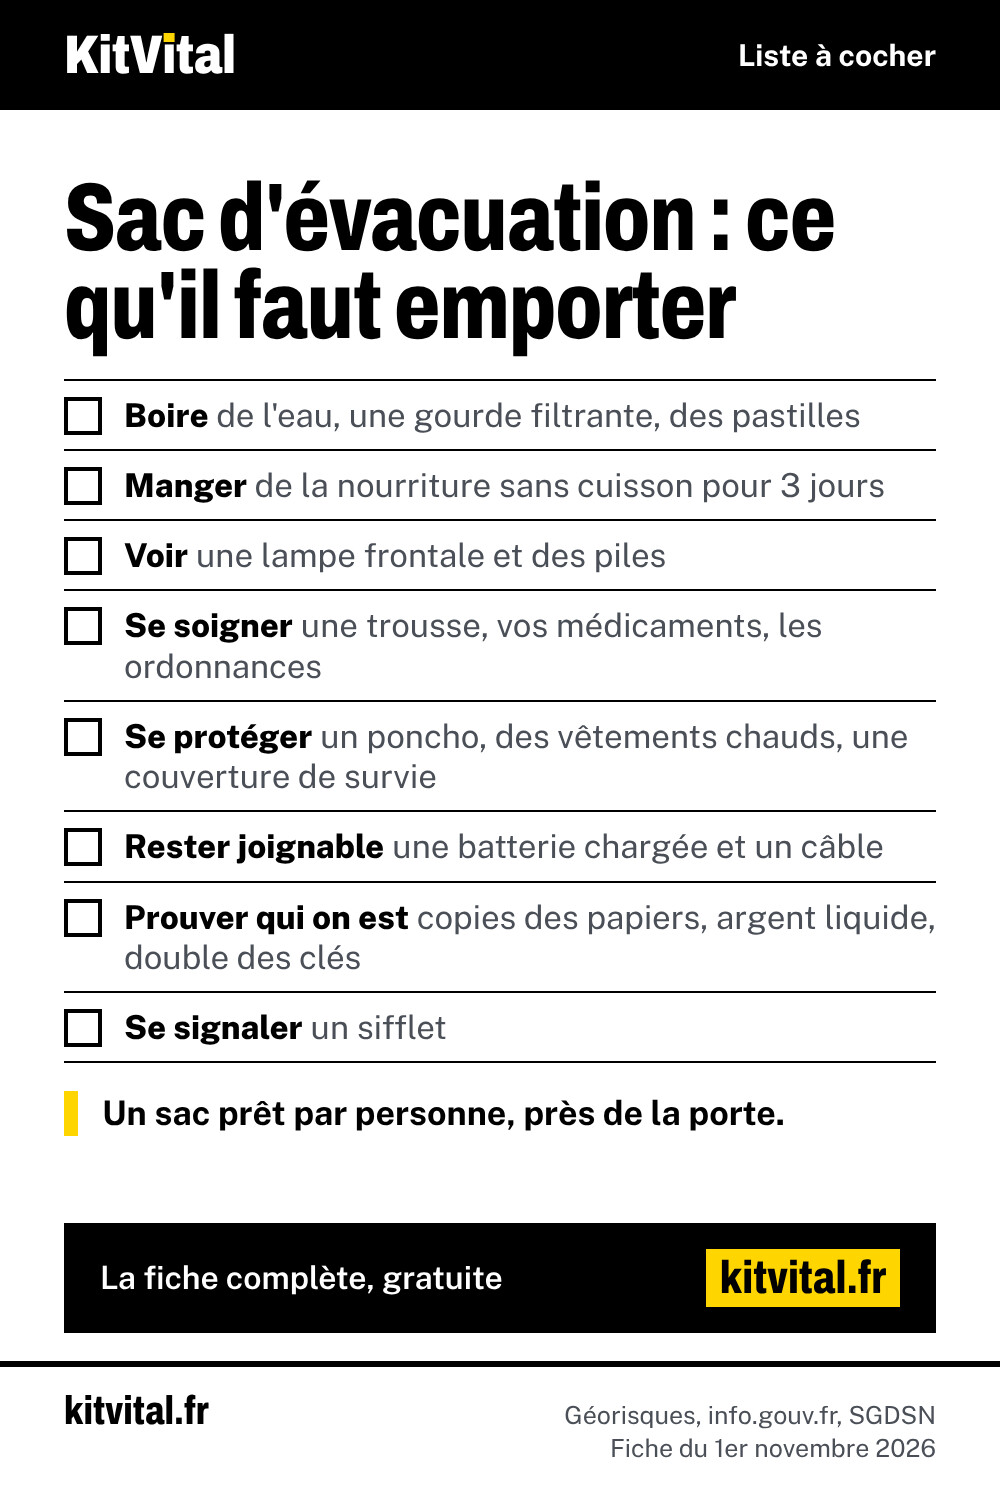 KitVital
Liste à cocher
Sac d'évacuation : ce
qu'il faut emporter
Boire de l'eau, une gourde filtrante, des pastilles
Manger de la nourriture sans cuisson pour 3 jours
Voir une lampe frontale et des piles
Se soigner une trousse, vos médicaments, les
ordonnances
Se protéger un poncho, des vêtements chauds, une
couverture de survie
Rester joignable une batterie chargée et un câble
Prouver qui on est copies des papiers, argent liquide,
double des clés
Se signaler un sifflet
Un sac prêt par personne, près de la porte.
La fiche complète, gratuite
kitvital.fr
kitvital.fr
Géorisques, info.gouv.fr, SGDSN
Fiche du 1er novembre 2026